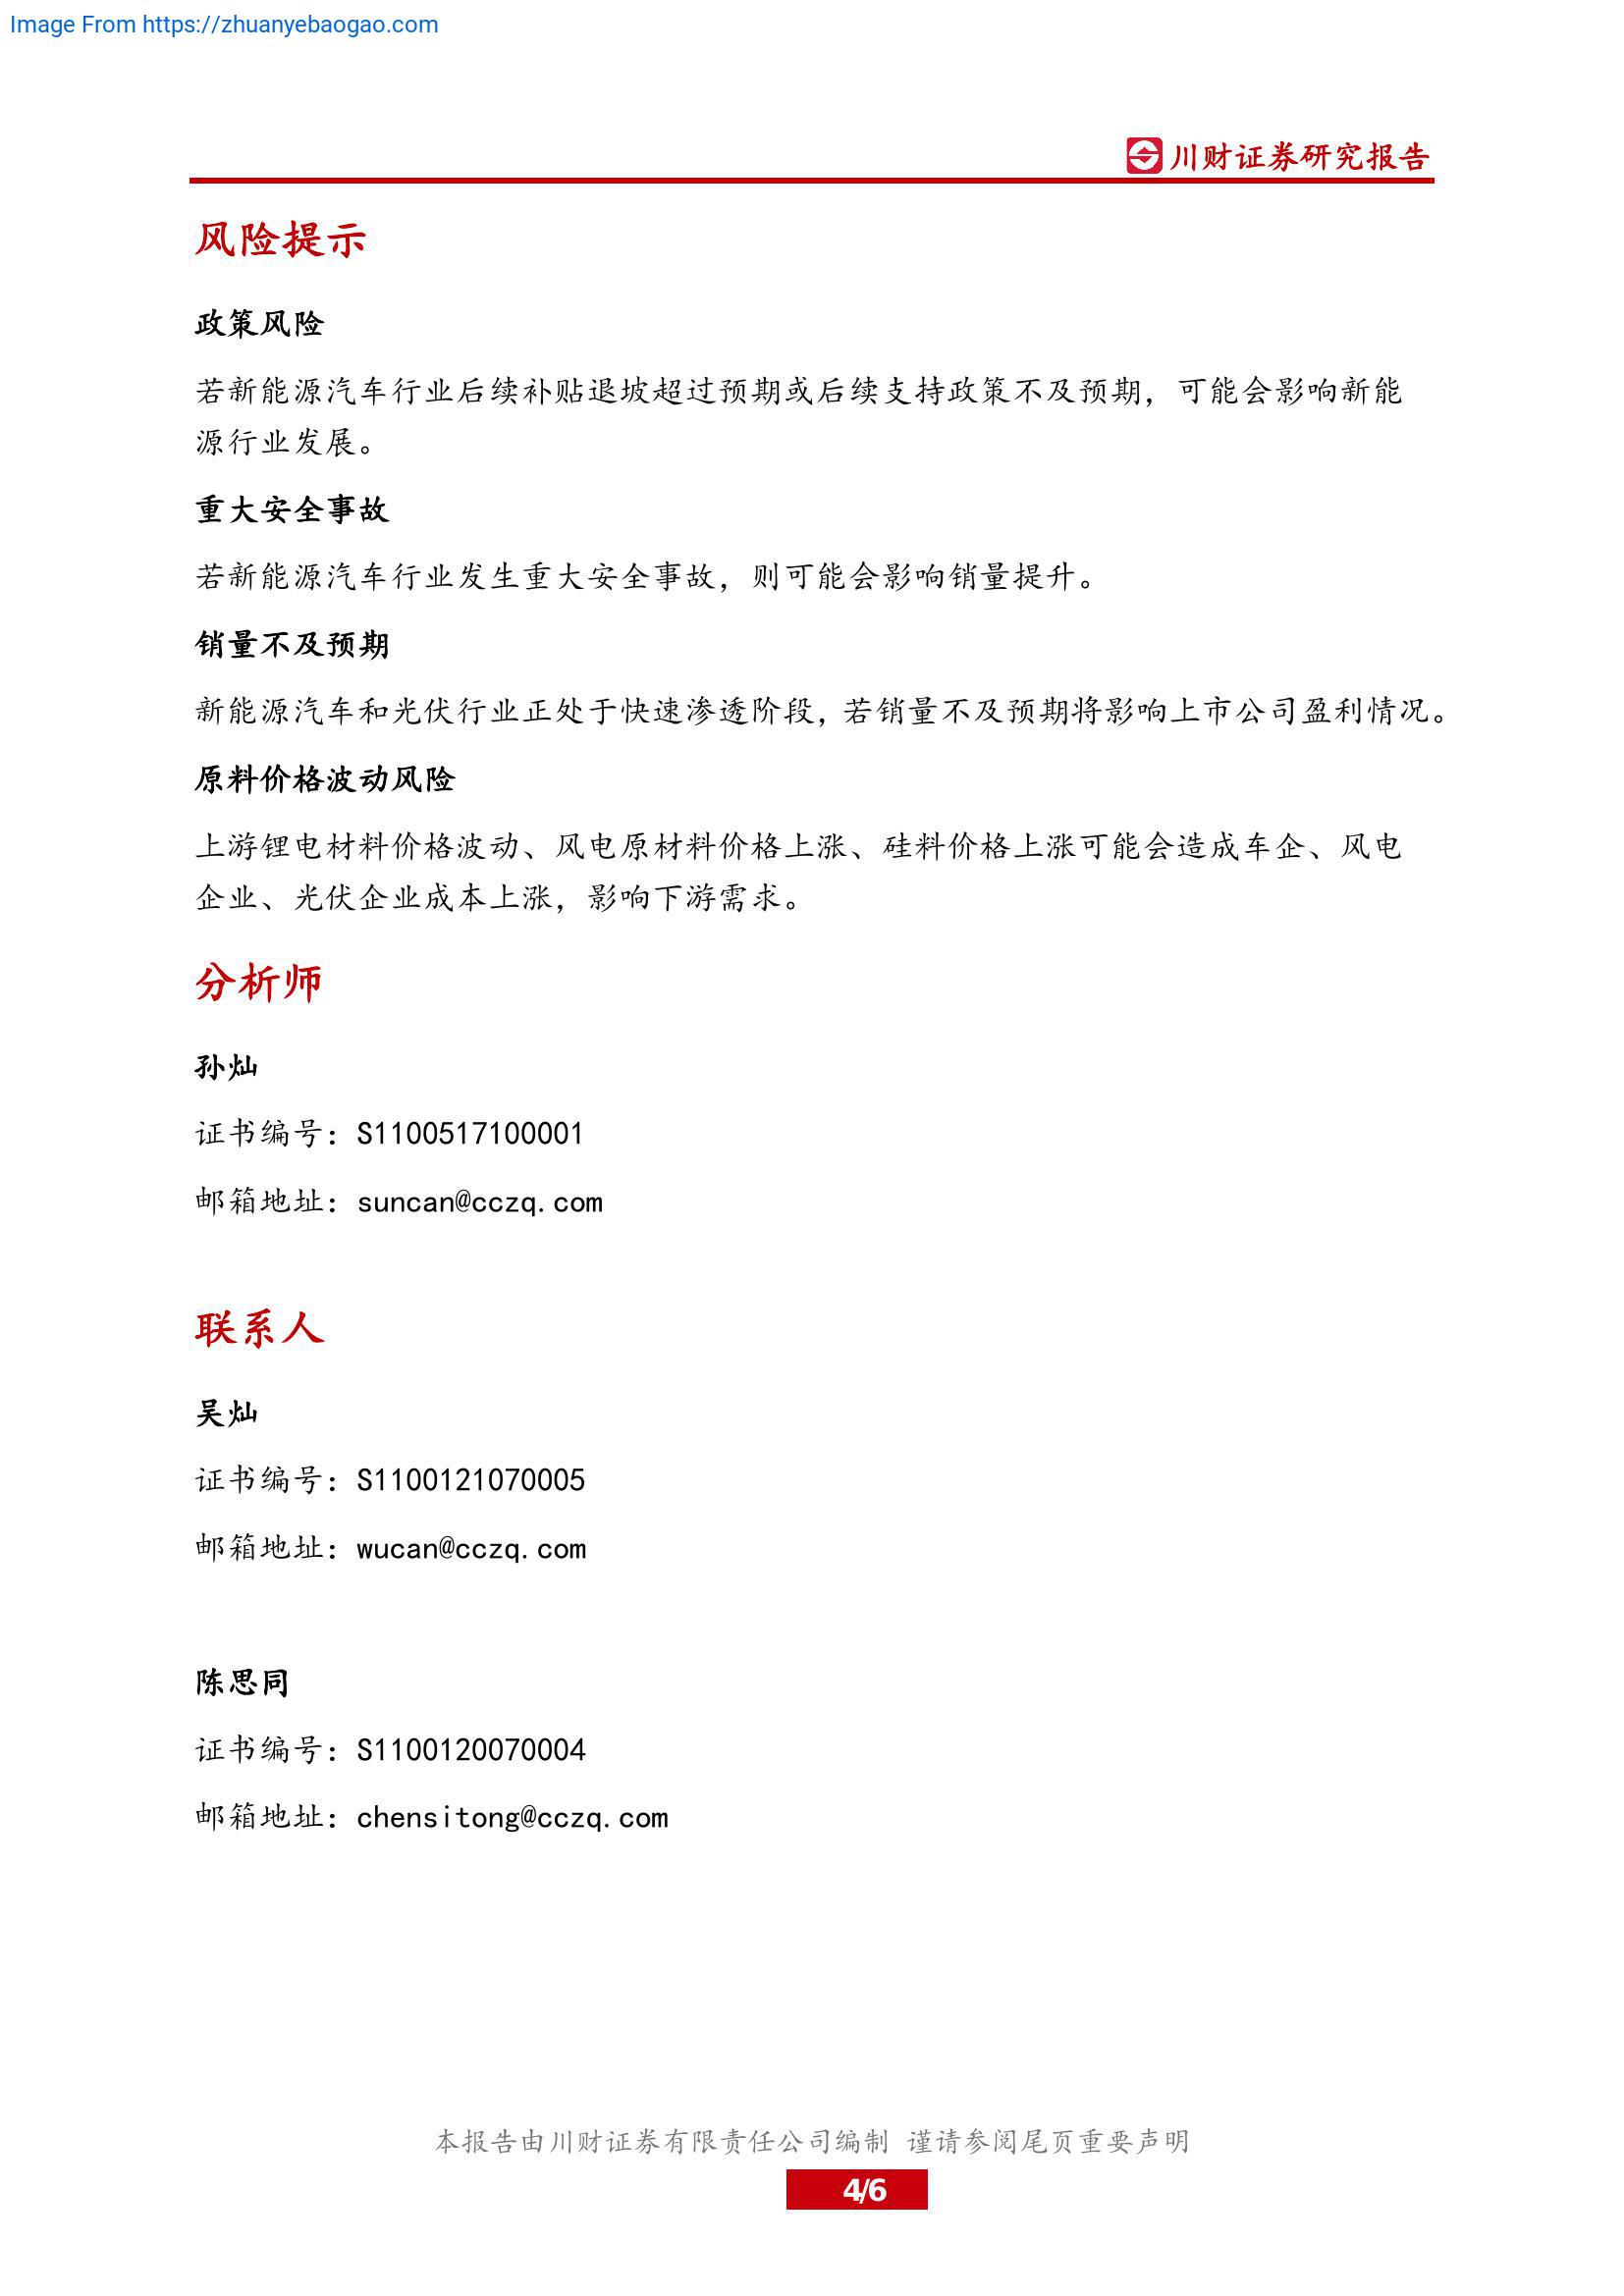 Image From https://zhuanyebaogao.com
川财证券研究报告
风险提示
政策风险
若新能源汽车行业后续补贴退坡超过预期或后续支持政策不及预期，可能会影响新能
源行业发展。
重大安全事故
若新能源汽车行业发生重大安全事故，则可能会影响销量提升。
销量不及预期
新能源汽车和光伏行业正处于快速渗透阶段，若销量不及预期将影响上市公司盈利情况。
原料价格波动风险
上游锂电材料价格波动、风电原材料价格上涨、硅料价格上涨可能会造成车企、风电
企业、光伏企业成本上涨，影响下游需求。
分析师
孙灿
证书编号：S1100517100001
邮箱地址：suncan@cczq.com
联系人
吴灿
证书编号：S1100121070005
邮箱地址：wucan@cczq.com
陈思同
证书编号：S1100120070004
邮箱地址：chensitong@cczq.com
本报告由川财证券有限责任公司编制 谨请参阅尾页重要声明
4/6